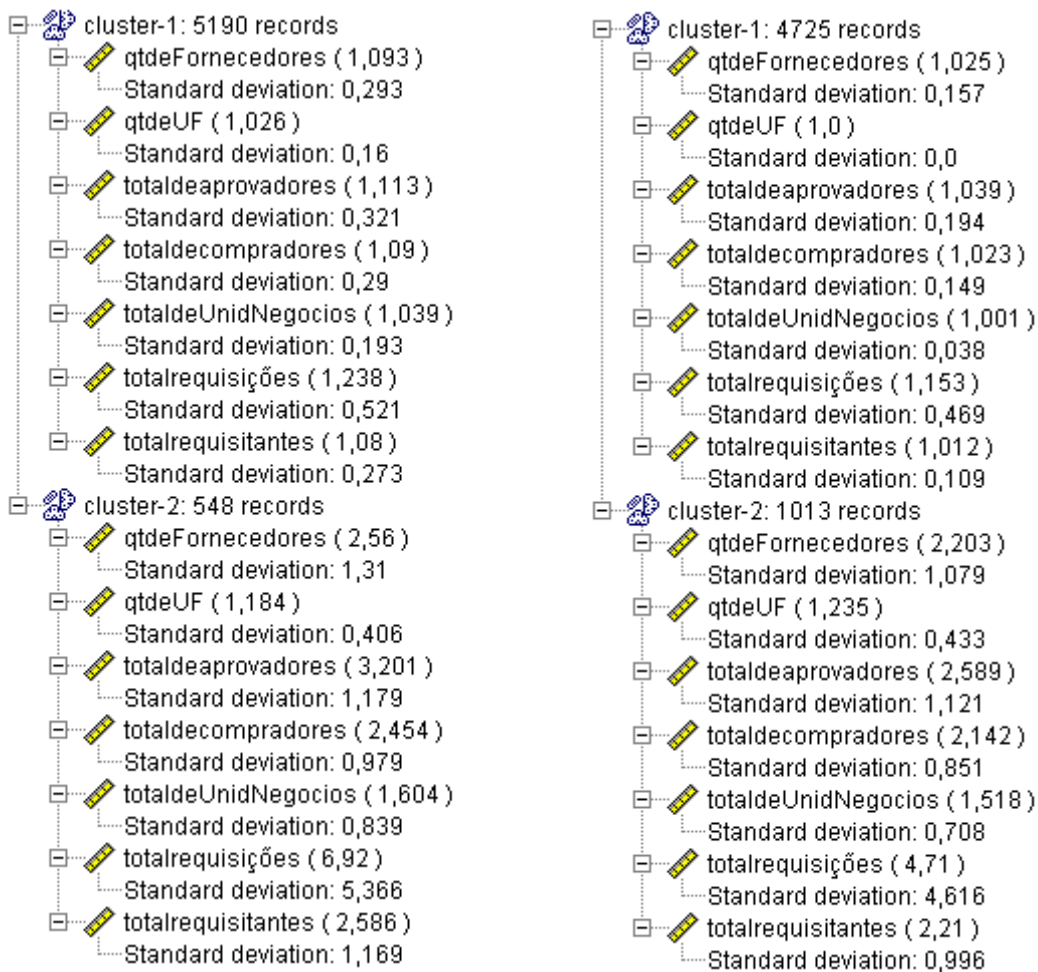 cluster-1: 5190 records
qtdeFornecedores ( 1,093 )
Standard deviation: 0,293
qtdeUF ( 1,026 )
Standard deviation: 0,16
totaldeaprovadores ( 1,113 )
Standard deviation: 0,321
totaldecompradores ( 1,09 )
Standard deviation: 0,29
totaldeUnidNegocios ( 1,039 )
Standard deviation: 0,193
totalrequisições ( 1,238 )
Standard deviation: 0,521
totalrequisitantes ( 1,08 )
Standard deviation: 0,273
cluster-2: 548 records
qtdeFornecedores ( 2,56 )
Standard deviation: 1,31
qtdeUF ( 1,184 )
Standard deviation: 0,406
totaldeaprovadores ( 3,201 )
Standard deviation: 1,179
totaldecompradores ( 2,454 )
Standard deviation: 0,979
totaldeUnidNegocios ( 1,604 )
Standard deviation: 0,839
totalrequisições ( 6,92 )
Standard deviation: 5,366
totalrequisitantes ( 2,586 )
Standard deviation: 1,169
cluster-1: 4725 records
qtdeFornecedores ( 1,025 )
Standard deviation: 0,157
qtdeUF ( 1,0 )
Standard deviation: 0,0
totaldeaprovadores ( 1,039 )
Standard deviation: 0,194
totaldecompradores ( 1,023 )
Standard deviation: 0,149
totaldeUnidNegocios ( 1,001 )
Standard deviation: 0,038
totalrequisições ( 1,153 )
Standard deviation: 0,469
totalrequisitantes ( 1,012 )
Standard deviation: 0,109
cluster-2: 1013 records
qtdeFornecedores ( 2,203 )
Standard deviation: 1,079
qtdeUF ( 1,235 )
Standard deviation: 0,433
totaldeaprovadores ( 2,589 )
Standard deviation: 1,121
totaldecompradores ( 2,142 )
Standard deviation: 0,851
totaldeUnidNegocios ( 1,518 )
Standard deviation: 0,708
totalrequisições ( 4,71 )
Standard deviation: 4,616
totalrequisitantes ( 2,21 )
Standard deviation: 0,996